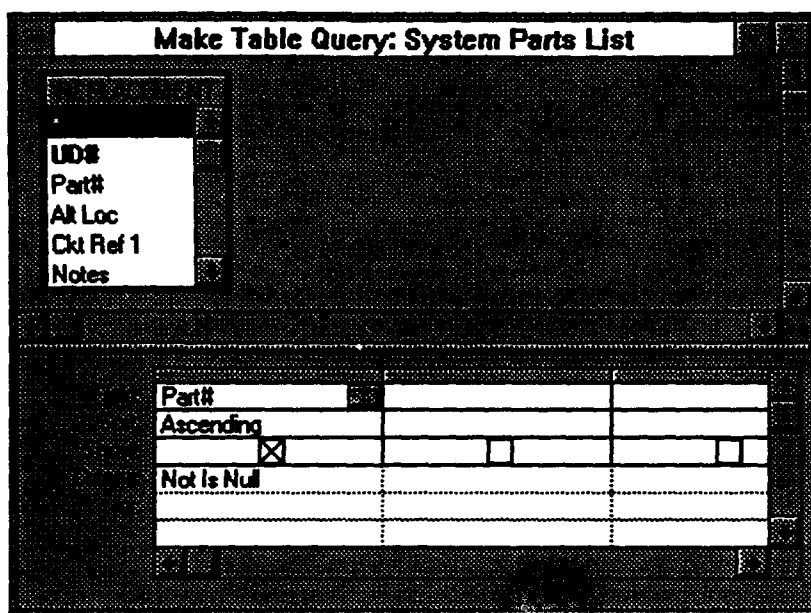 Make Table Query: System Parts List
*
UD#
Part#
Alt Loc
Ckt Ref 1
Notes
Part#
Ascending
Not Is Null